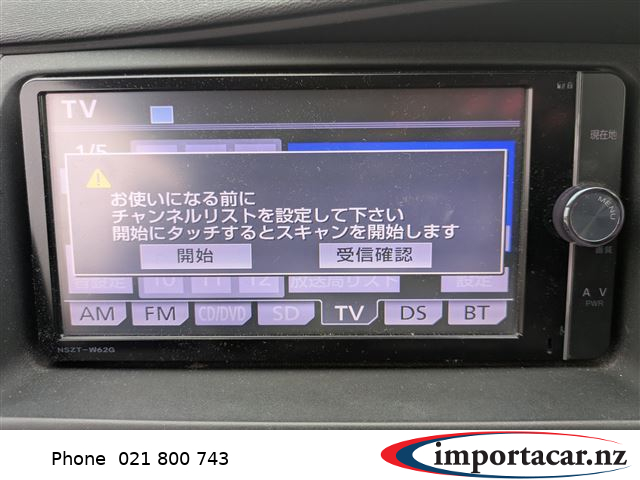 TV
1/5
現在地
お使いになる前に
チャンネルリストを設定して下さい
開始にタッチするとスキャンを開始します
開始
受信確認
MENU
音設定
10 11 12
放送局リスト
設定
画質
A V
PWR
AM
FM
CD/DVD
SD
TV
DS
BT
NSZT-W62G
Phone 021 800 743
importacar.nz